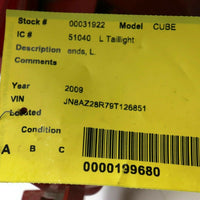 Stock # 00031922 Model CUBE
IC # 51040 L Taillight
Description ends, L.
Comments
Year 2009
VIN JN8AZ28R79T126851
Located
Condition
A B C
0000199680